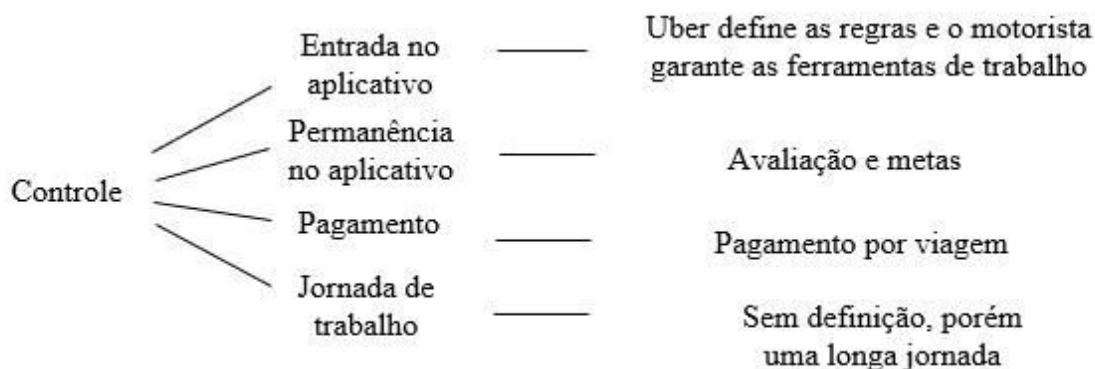 Controle
Entrada no
aplicativo
Uber define as regras e o motorista
garante as ferramentas de trabalho
Permanência
no aplicativo
Avaliação e metas
Pagamento
Pagamento por viagem
Jornada de
trabalho
Sem definição, porém
uma longa jornada